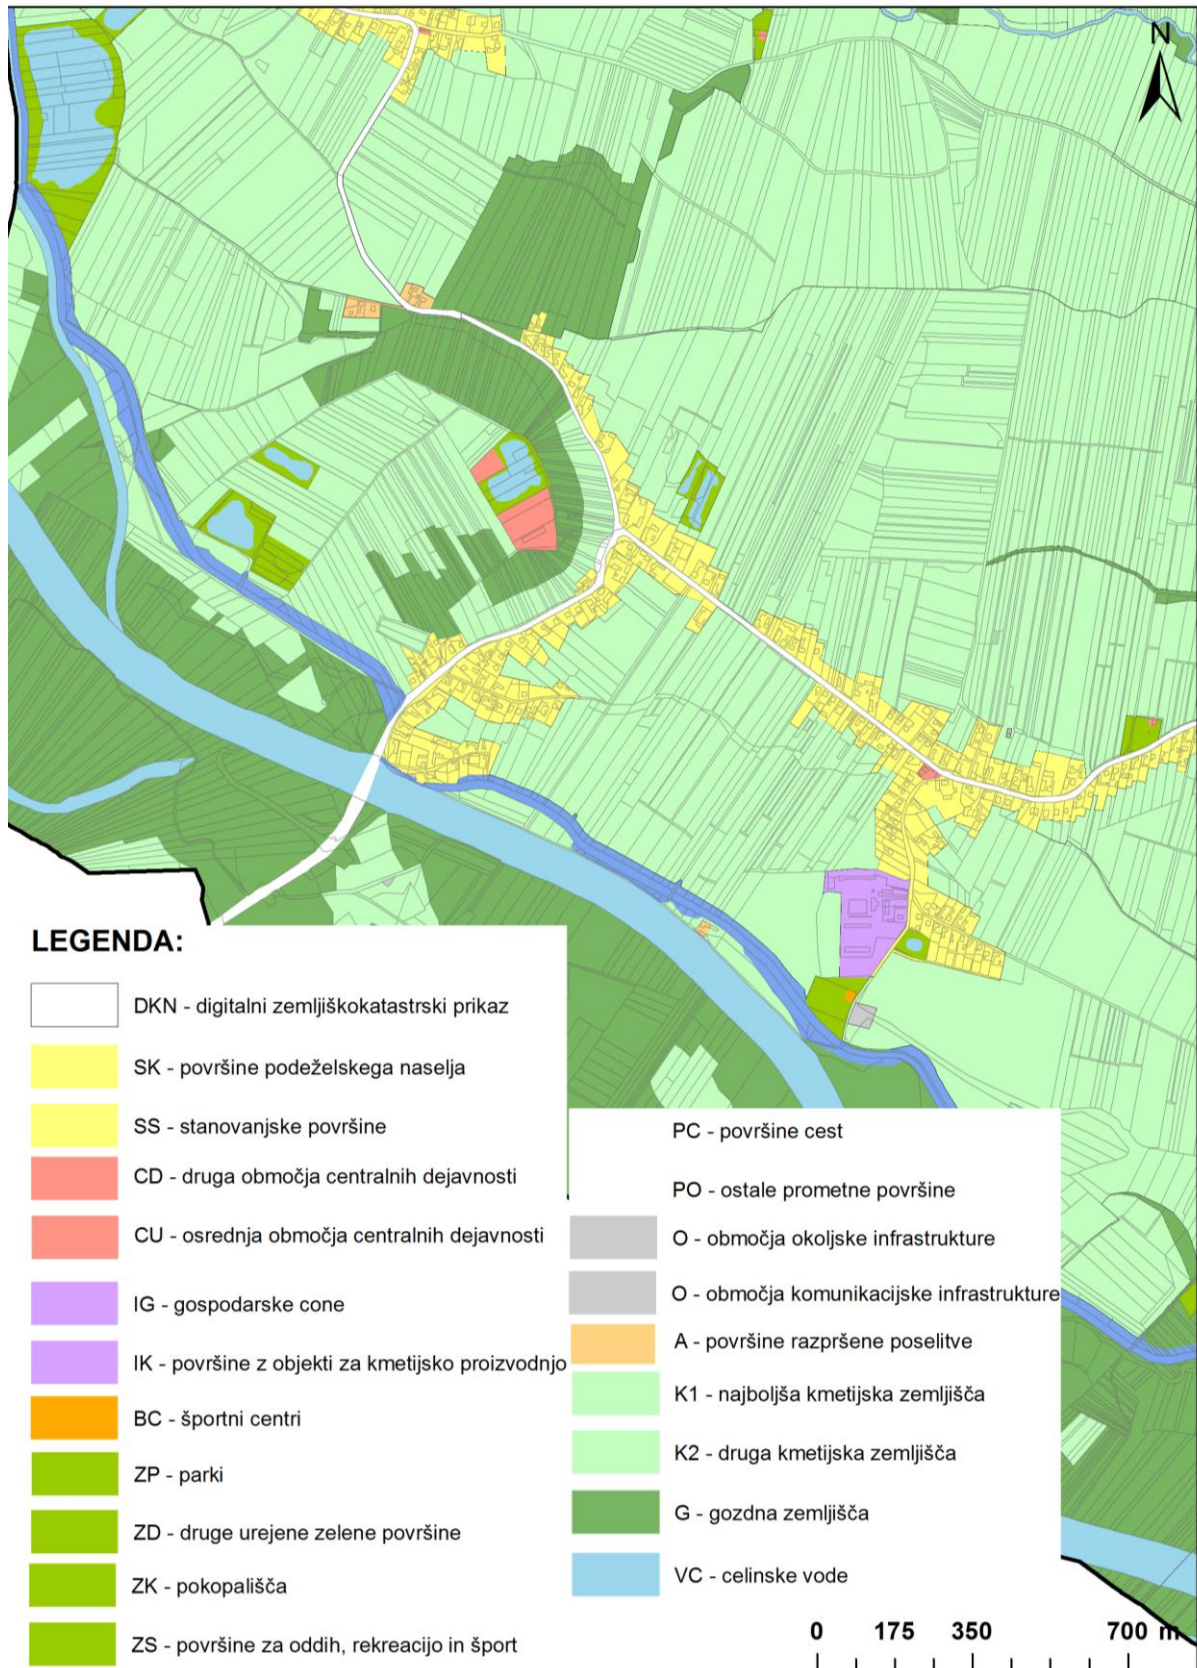 N
LEGENDA:
DKN - digitalni zemljiškokatastrski prikaz
SK - površine podeželskega naselja
SS - stanovanjske površine
CD - druga območja centralnih dejavnosti
CU - osrednja območja centralnih dejavnosti
IG - gospodarske cone
IK - površine z objekti za kmetijsko proizvodnjo
BC - športni centri
ZP - parki
ZD - druge urejene zelene površine
ZK - pokopališča
ZS - površine za oddih, rekreacijo in šport
PC - površine cest
PO - ostale prometne površine
O - območja okoljske infrastrukture
O - območja komunikacijske infrastrukture
A - površine razpršene poselitve
K1 - najboljša kmetijska zemljišča
K2 - druga kmetijska zemljišča
G - gozdna zemljišča
VC - celinske vode
0 175 350 700 m